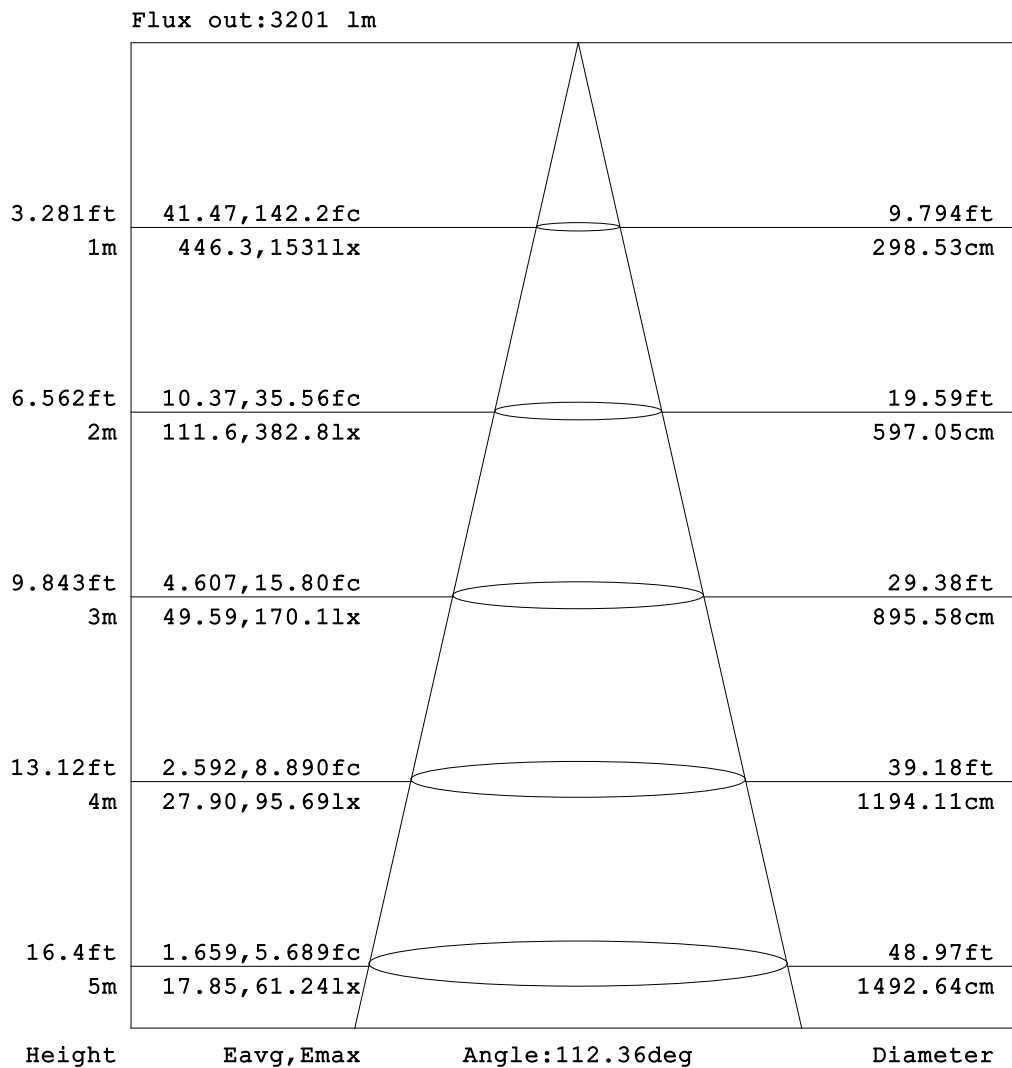 Flux out:3201 lm
3.281ft 41.47,142.2fc 9.794ft
1m 446.3,1531lx 298.53cm
6.562ft 10.37,35.56fc 19.59ft
2m 111.6,382.8lx 597.05cm
9.843ft 4.607,15.80fc 29.38ft
3m 49.59,170.1lx 895.58cm
13.12ft 2.592,8.890fc 39.18ft
4m 27.90,95.69lx 1194.11cm
16.4ft 1.659,5.689fc 48.97ft
5m 17.85,61.24lx 1492.64cm
Height Eavg,Emax Angle:112.36deg Diameter